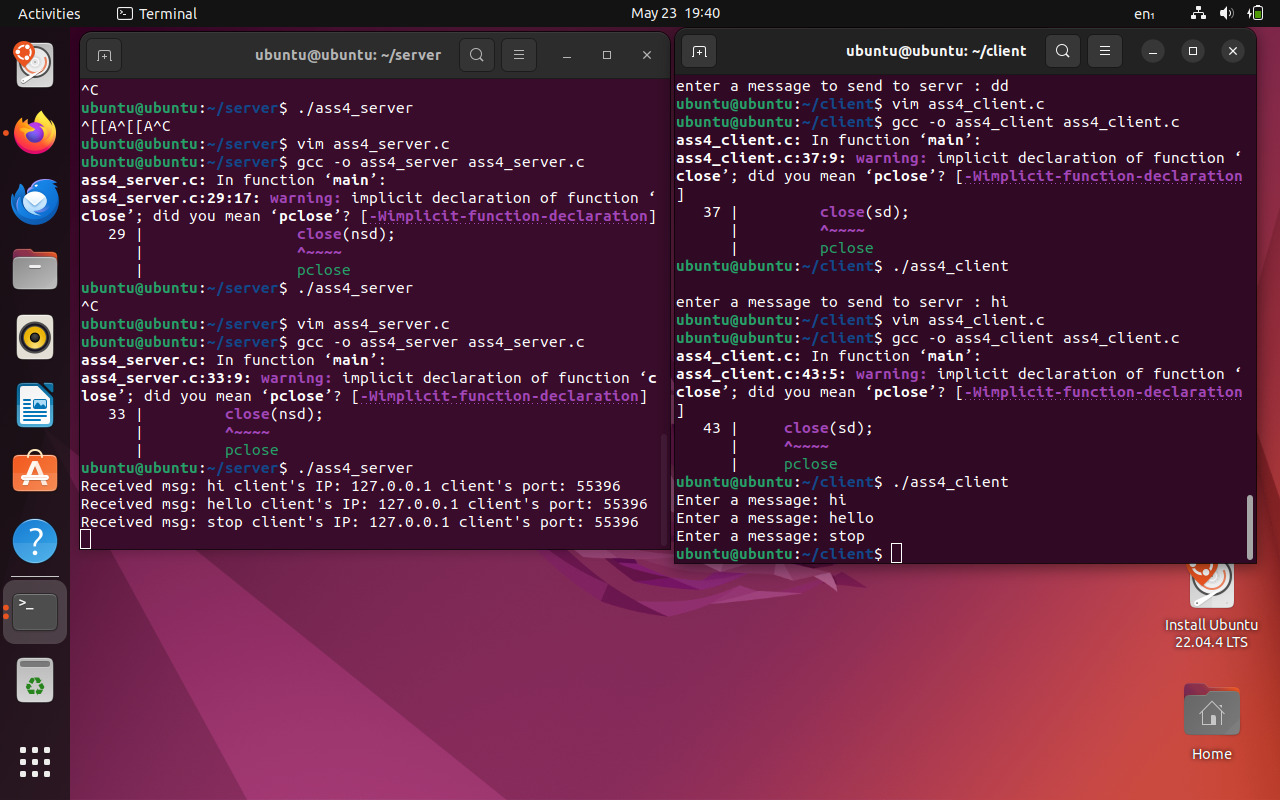 Activities
Terminal
May 23 19:40
en₁
ubuntu@ubuntu: ~/server
^C
ubuntu@ubuntu:~/server$ ./ass4_server
^[[A^[[A^C
ubuntu@ubuntu:~/server$ vim ass4_server.c
ubuntu@ubuntu:~/server$ gcc -o ass4_server ass4_server.c
ass4_server.c: In function ‘main’:
ass4_server.c:29:17: warning: implicit declaration of function ‘
close’; did you mean ‘pclose’? [-Wimplicit-function-declaration]
   29 |                 close(nsd);
      |                 ^~~~~
      |                 pclose
ubuntu@ubuntu:~/server$ ./ass4_server
^C
ubuntu@ubuntu:~/server$ vim ass4_server.c
ubuntu@ubuntu:~/server$ gcc -o ass4_server ass4_server.c
ass4_server.c: In function ‘main’:
ass4_server.c:33:9: warning: implicit declaration of function ‘c
lose’; did you mean ‘pclose’? [-Wimplicit-function-declaration]
   33 |         close(nsd);
      |         ^~~~~
      |         pclose
ubuntu@ubuntu:~/server$ ./ass4_server
Received msg: hi client's IP: 127.0.0.1 client's port: 55396
Received msg: hello client's IP: 127.0.0.1 client's port: 55396
Received msg: stop client's IP: 127.0.0.1 client's port: 55396
ubuntu@ubuntu: ~/client
enter a message to send to servr : dd
ubuntu@ubuntu:~/client$ vim ass4_client.c
ubuntu@ubuntu:~/client$ gcc -o ass4_client ass4_client.c
ass4_client.c: In function ‘main’:
ass4_client.c:37:9: warning: implicit declaration of function ‘
close’; did you mean ‘pclose’? [-Wimplicit-function-declaration
]
   37 |         close(sd);
      |         ^~~~~
      |         pclose
ubuntu@ubuntu:~/client$ ./ass4_client
enter a message to send to servr : hi
ubuntu@ubuntu:~/client$ vim ass4_client.c
ubuntu@ubuntu:~/client$ gcc -o ass4_client ass4_client.c
ass4_client.c: In function ‘main’:
ass4_client.c:43:5: warning: implicit declaration of function ‘
close’; did you mean ‘pclose’? [-Wimplicit-function-declaration
]
   43 |     close(sd);
      |     ^~~~~
      |     pclose
ubuntu@ubuntu:~/client$ ./ass4_client
Enter a message: hi
Enter a message: hello
Enter a message: stop
ubuntu@ubuntu:~/client$
Install Ubuntu
22.04.4 LTS
Home